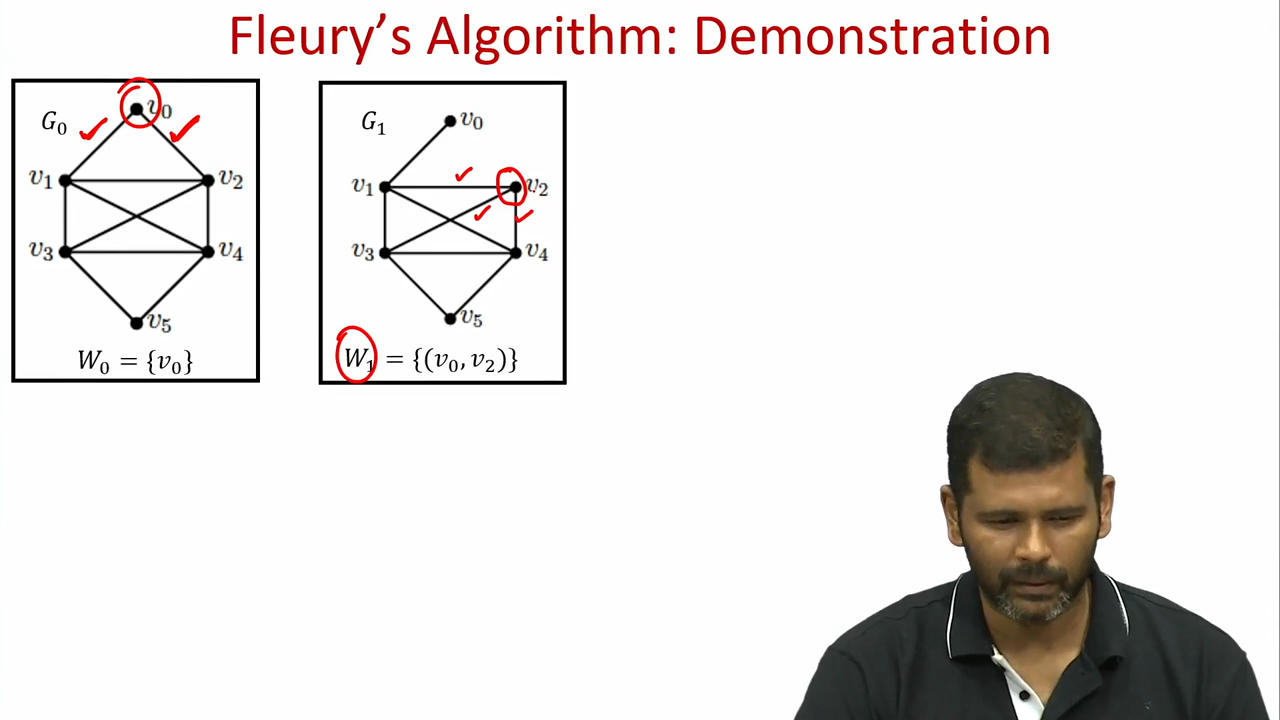 Fleury’s Algorithm: Demonstration
G₀
v₀
v₁
v₂
v₃
v₄
v₅
W₀ = {v₀}
G₁
v₀
v₁
v₂
v₃
v₄
v₅
W₁ = {(v₀, v₂)}